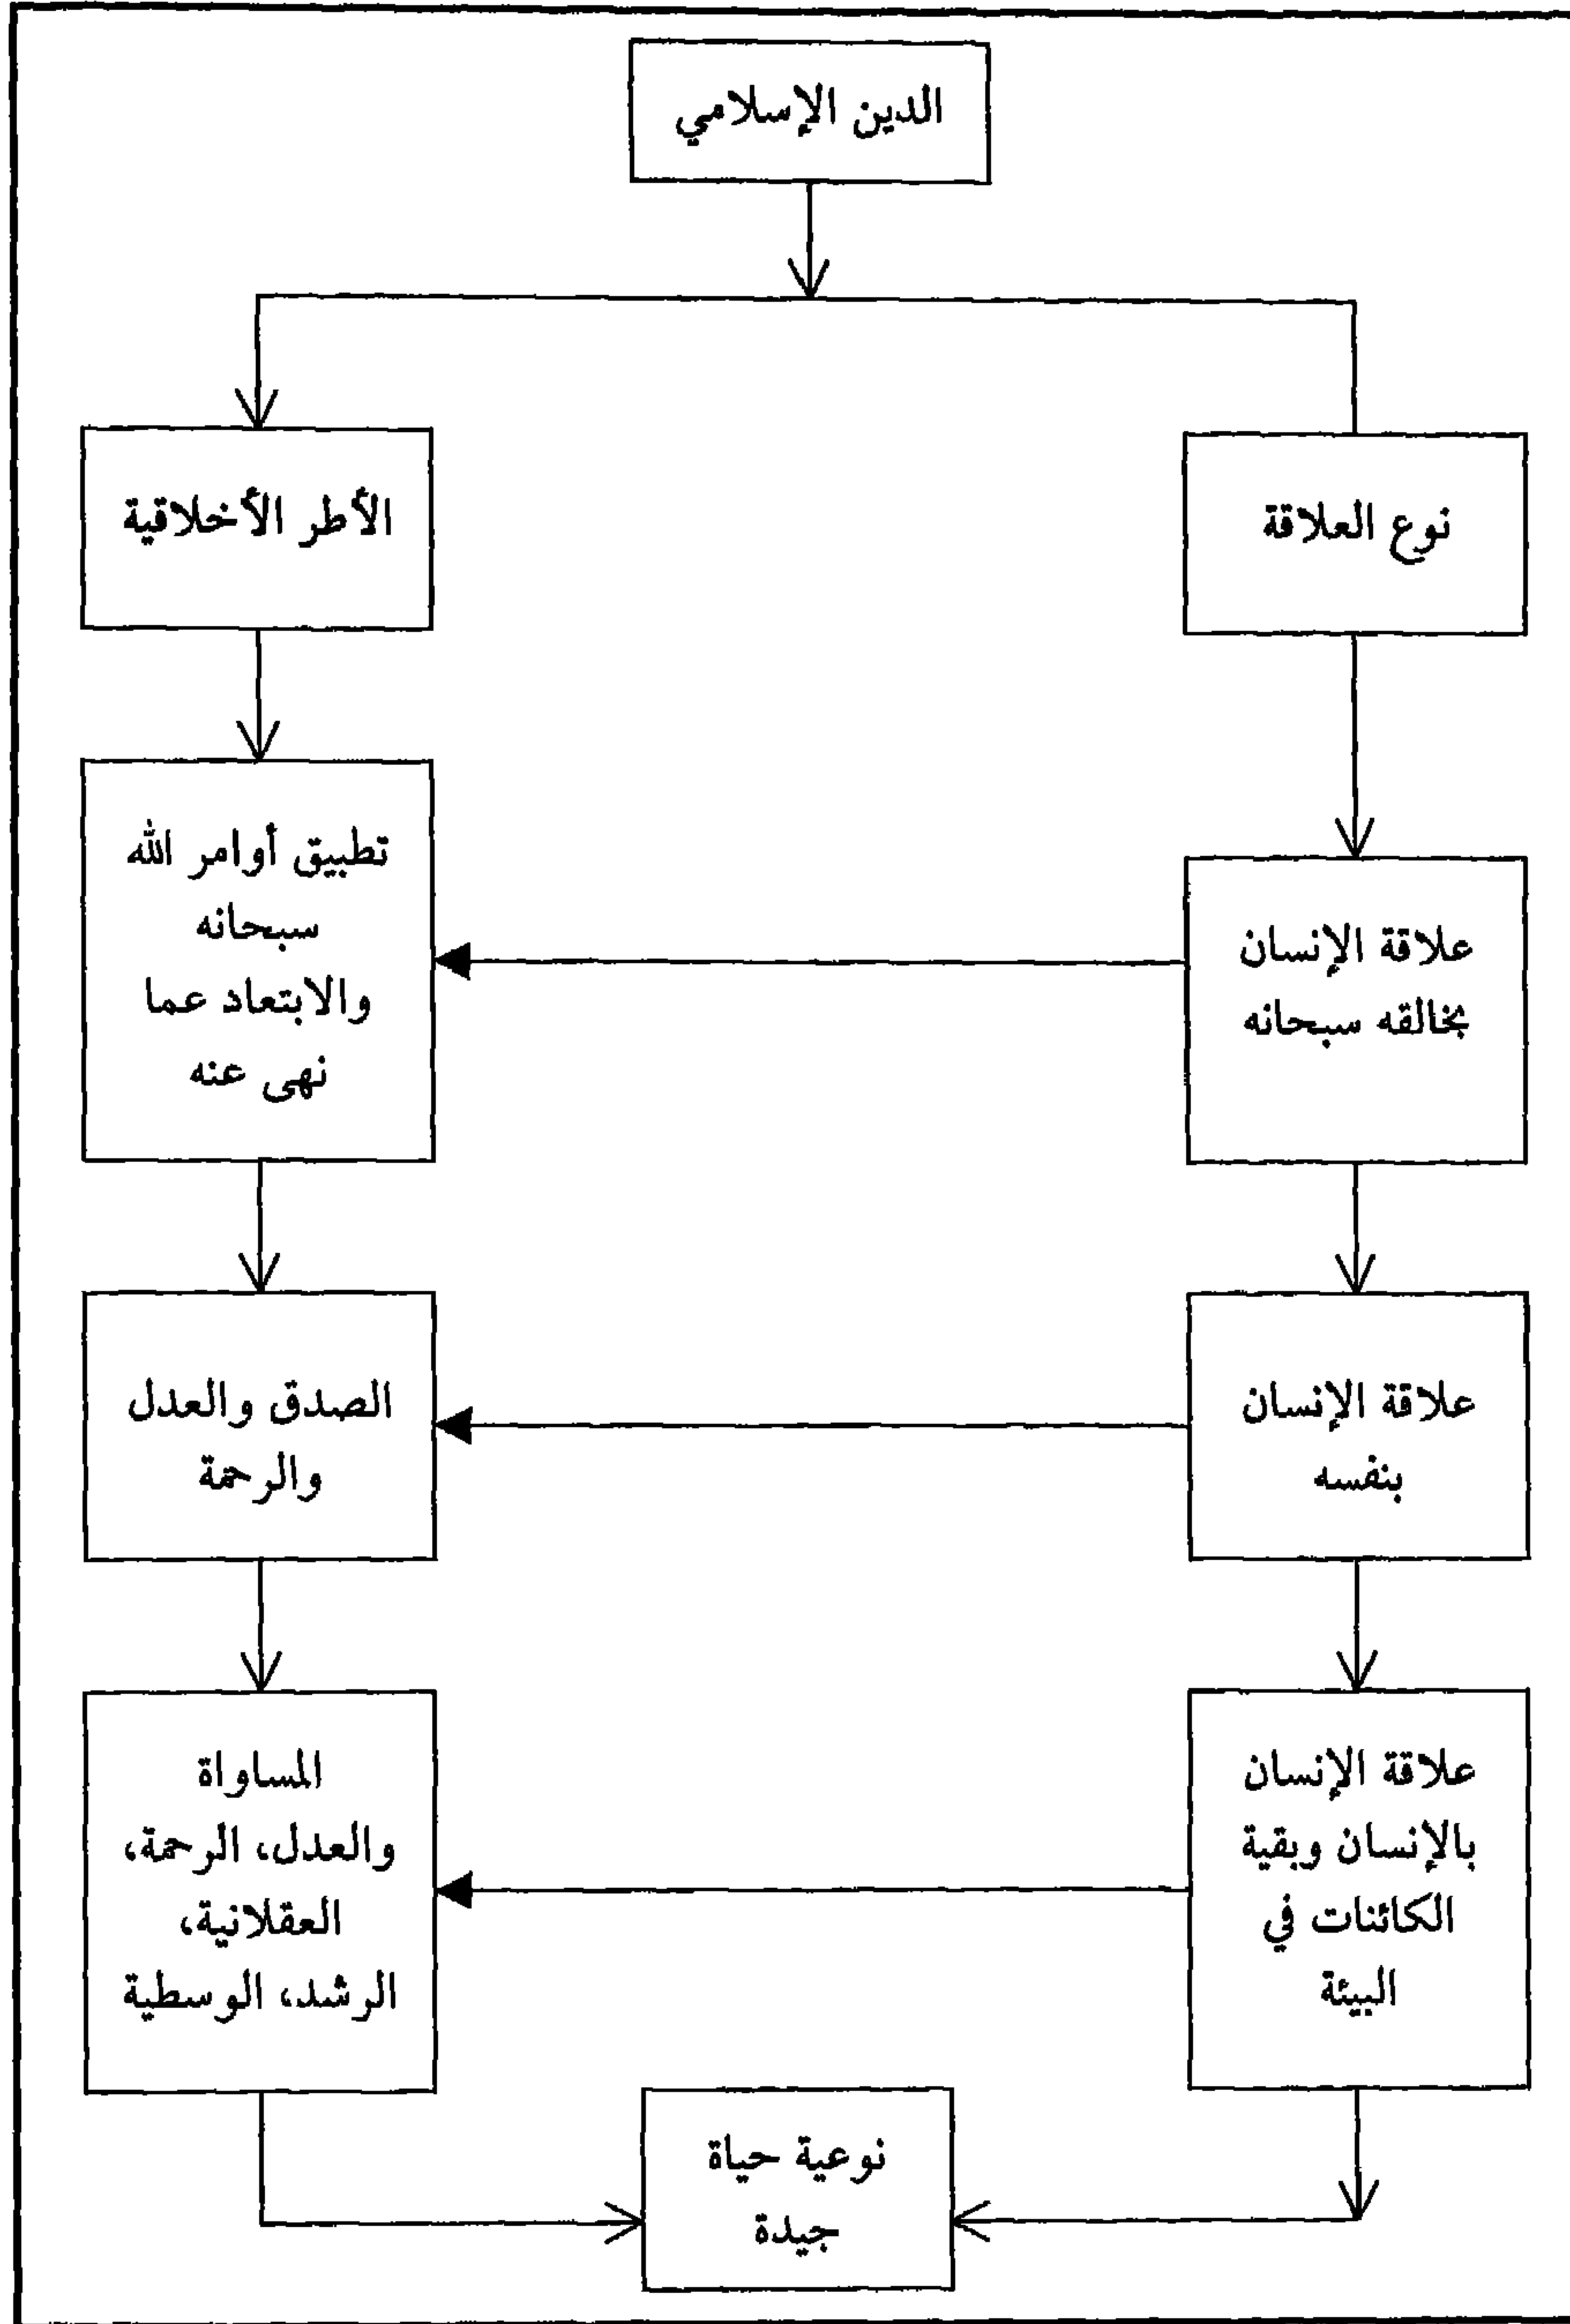 الدين الإسلامي
نوع العلاقة
الأطر الأخلاقية
علاقة الإنسان
بخالقه سبحانه
تطبيق أوامر الله
سبحانه
والابتعاد عما
نهى عنه
علاقة الإنسان
بنفسه
الصدق والعدل
والرحمة
علاقة الإنسان
بالإنسان وبقية
الكائنات في
البيئة
المساواة
والعدل، الرحمة،
العقلانية،
الرشد، الوسطية
نوعية حياة
جيدة